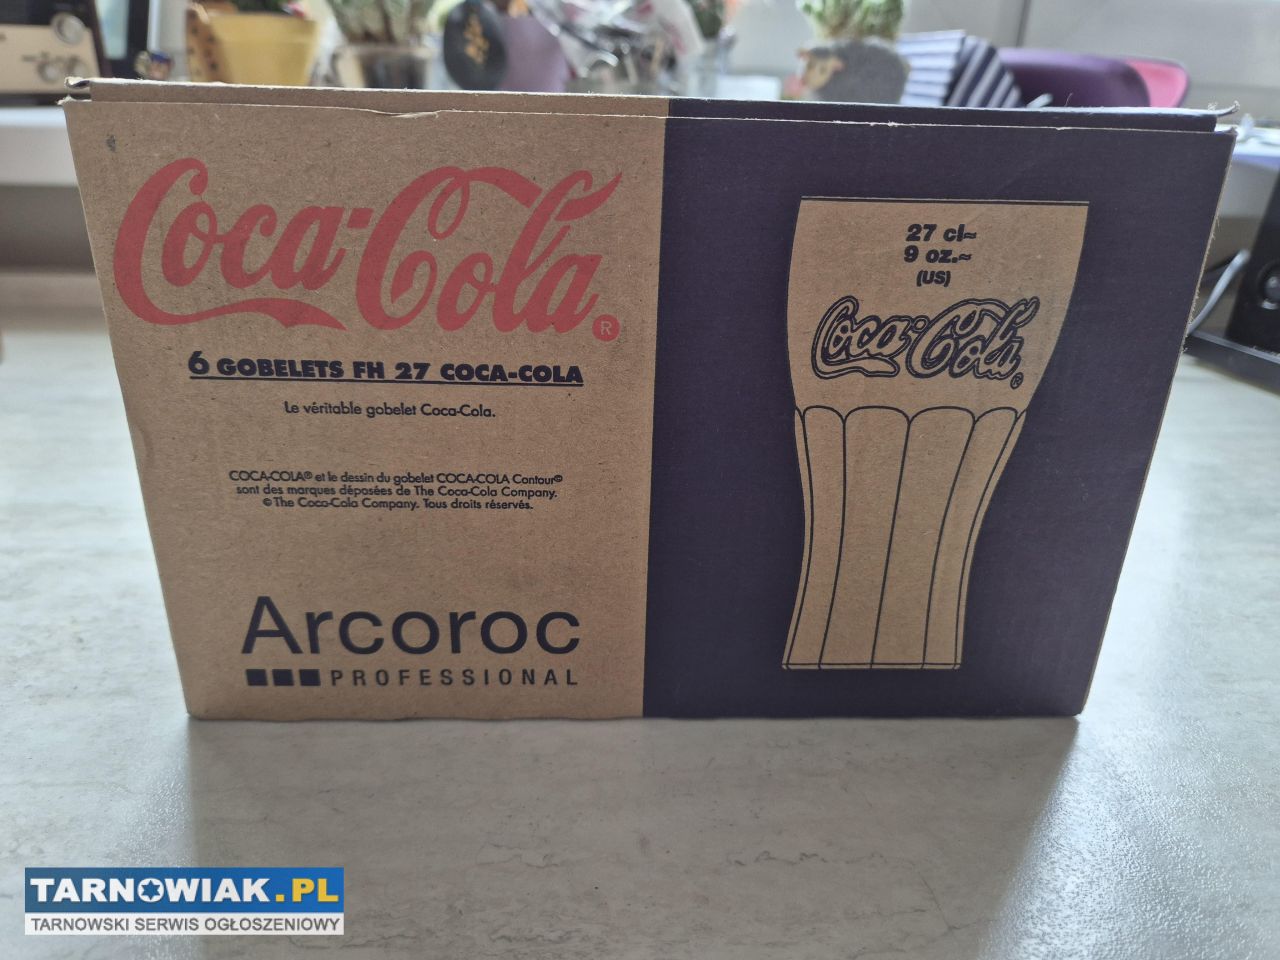 Coca-Cola®
6 GOBELETS FH 27 COCA-COLA
Le véritable gobelet Coca-Cola.
COCA-COLA® et le dessin du gobelet COCA-COLA Contour®
sont des marques déposées de The Coca-Cola Company.
© The Coca-Cola Company. Tous droits réservés.
Arcoroc
PROFESSIONAL
27 cl≈
9 oz.≈
(US)
Coca-Cola®
TARNOWIAK.PL
TARNOWSKI SERWIS OGŁOSZENIOWY